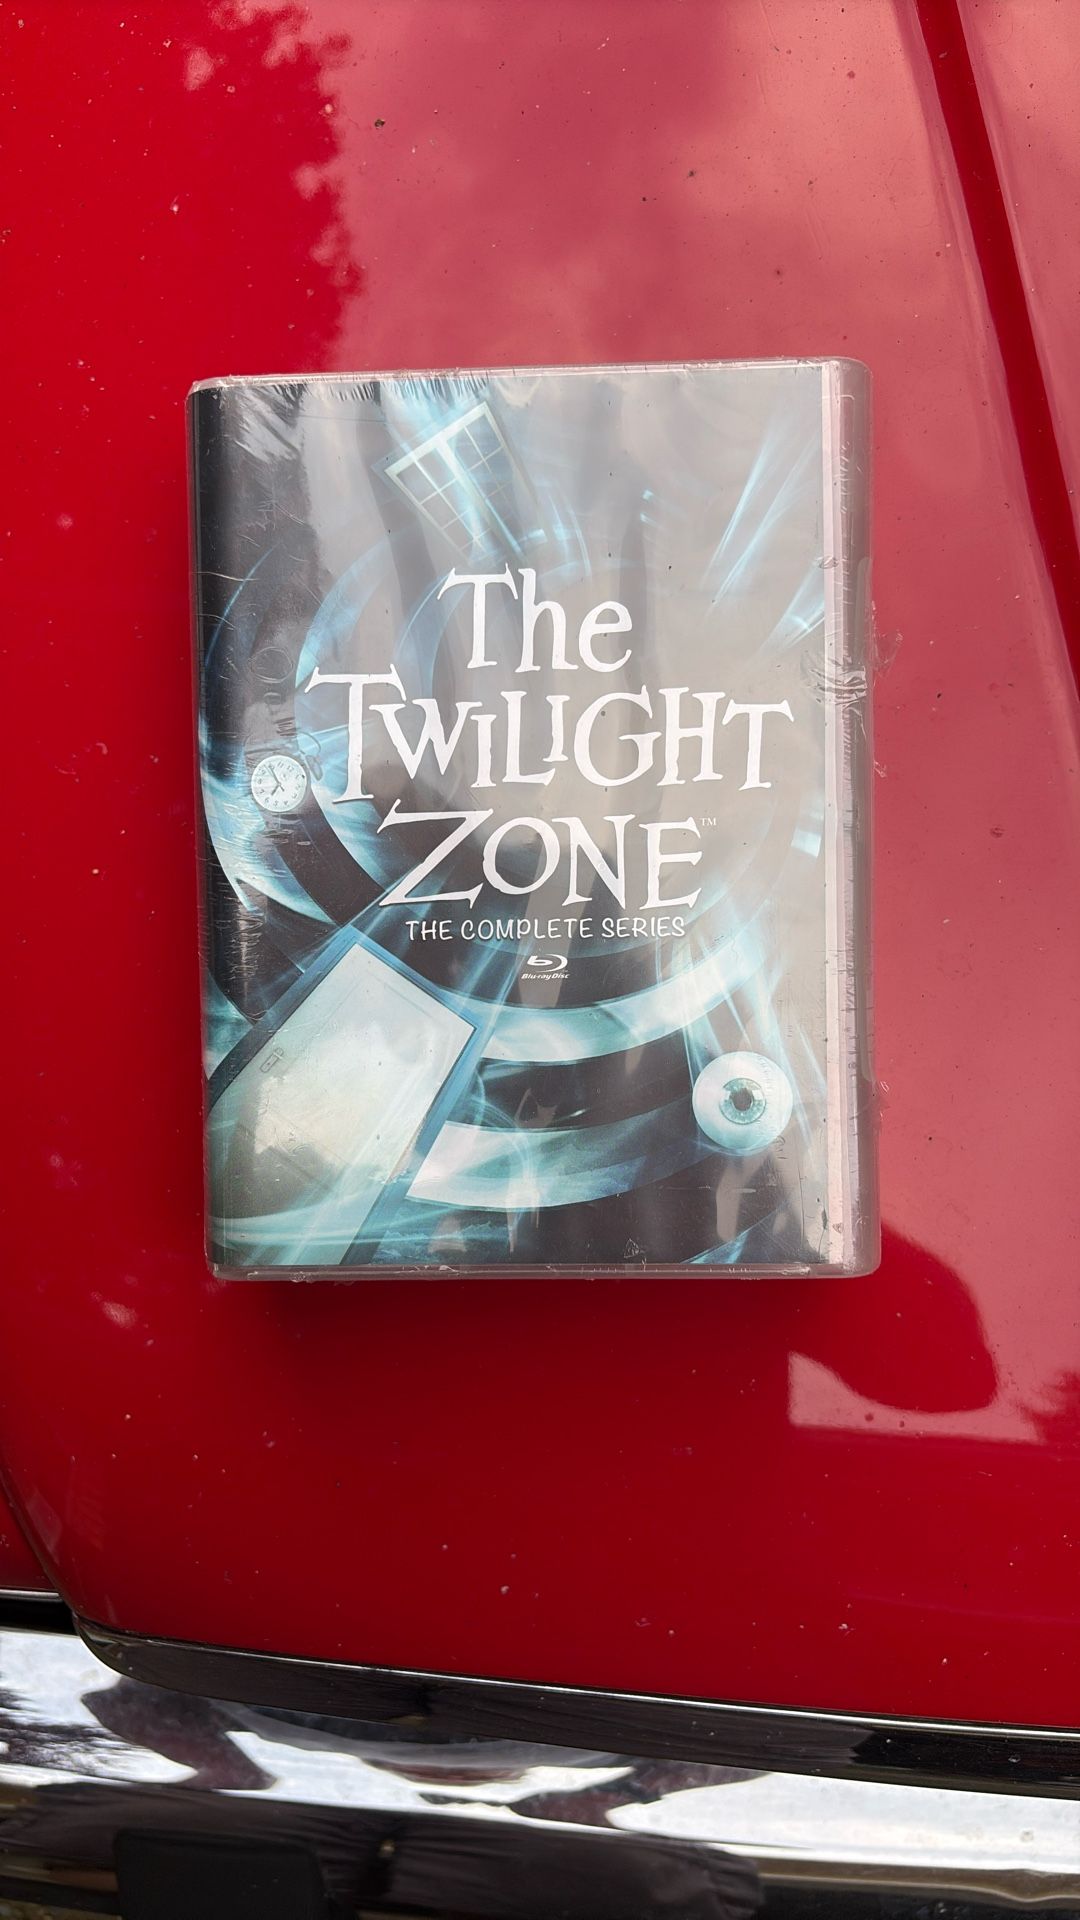 The
TWiLiGHT
ZONE™
THE COMPLETE SERIES
Blu-ray Disc